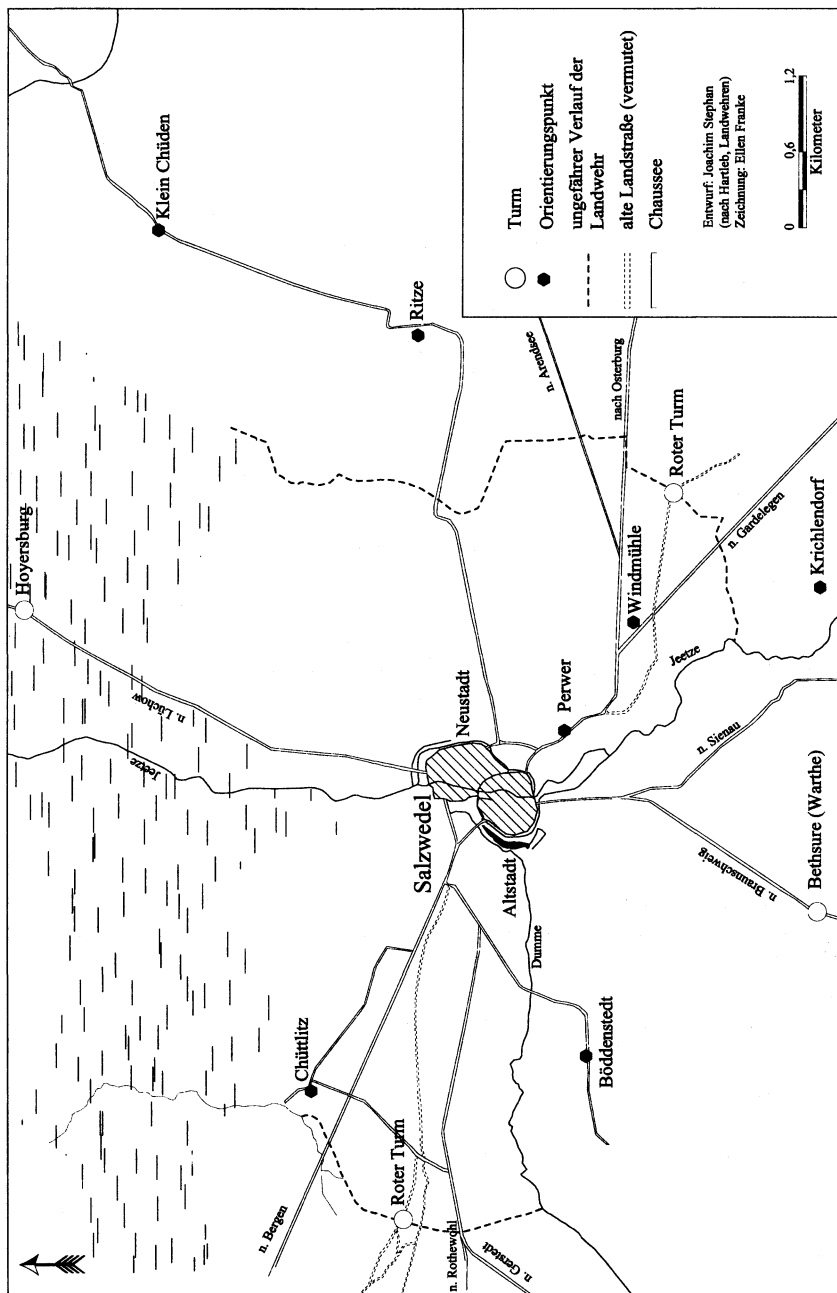 Hoyersburg
Klein Chüden
n. Lüchow
Jeetze
Ritze
Chüttlitz
Neustadt
Salzwedel
n. Bergen
Roter Turm
Altstadt
n. Rothewohl
n. Gerstedt
Dumme
Böddenstedt
Perwer
Windmühle
n. Arendsee
nach Osterburg
Roter Turm
Jeetze
n. Gardelegen
n. Sienau
n. Braunschweig
Krichlendorf
Bethsure (Warthe)
Turm
Orientierungspunkt
ungefährer Verlauf der
Landwehr
alte Landstraße (vermutet)
Chaussee
Entwurf: Joachim Stephan
(nach Hartleb, Landwehren)
Zeichnung: Ellen Franke
0 0,6 1,2
Kilometer